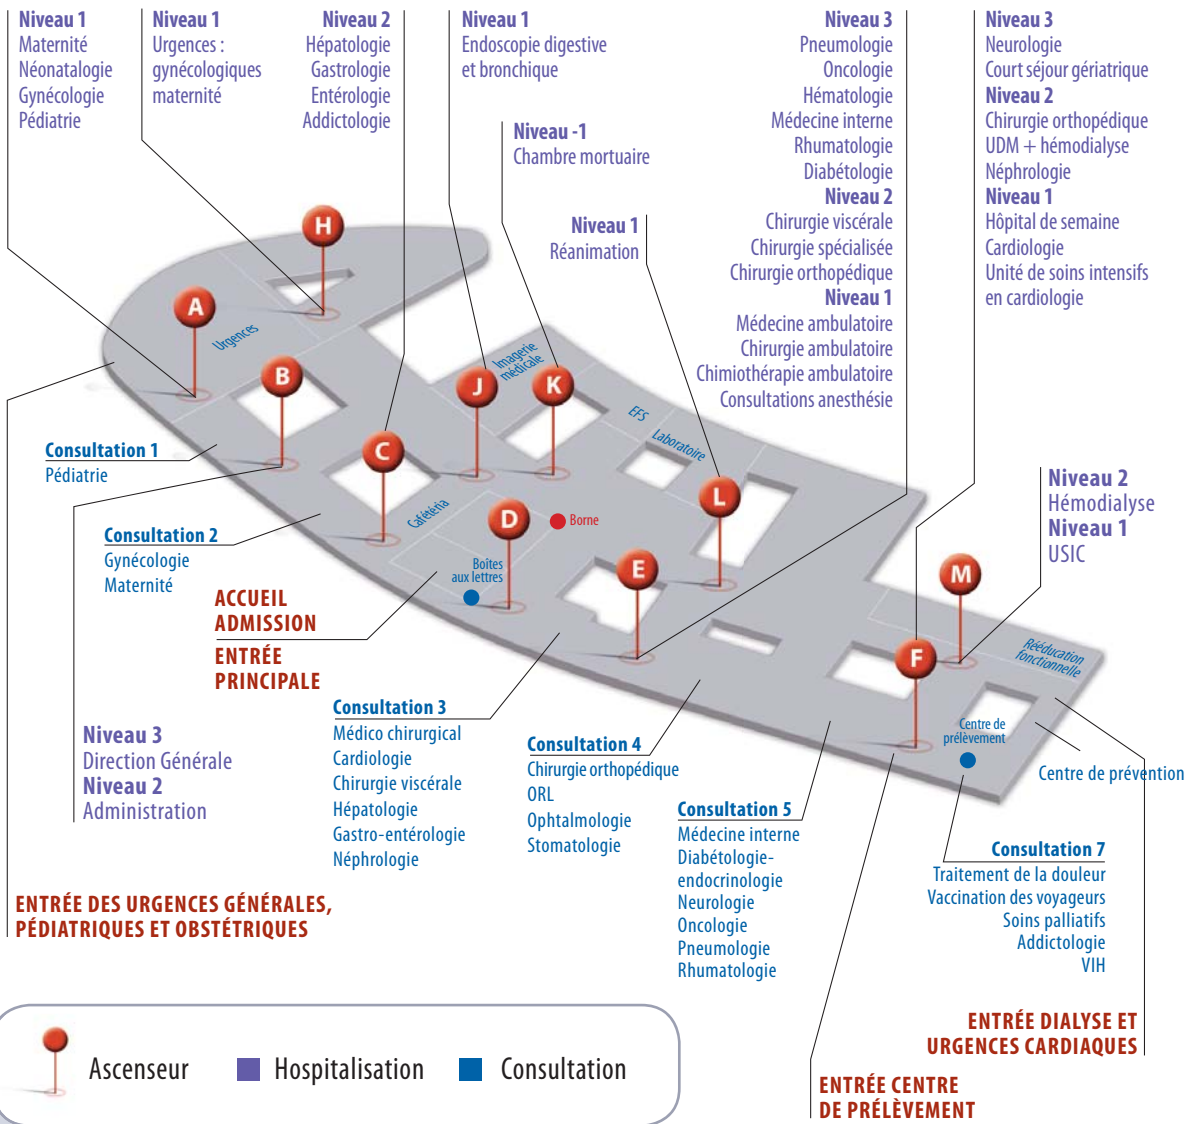 Niveau 1
Maternité
Néonatalogie
Gynécologie
Pédiatrie
Niveau 1
Urgences :
gynécologiques
maternité
Niveau 2
Hépatologie
Gastrologie
Entérologie
Addictologie
Niveau 1
Endoscopie digestive
et bronchique
Niveau -1
Chambre mortuaire
Niveau 1
Réanimation
Niveau 3
Pneumologie
Oncologie
Hématologie
Médecine interne
Rhumatologie
Diabétologie
Niveau 2
Chirurgie viscérale
Chirurgie spécialisée
Chirurgie orthopédique
Niveau 1
Médecine ambulatoire
Chirurgie ambulatoire
Chimiothérapie ambulatoire
Consultations anesthésie
Niveau 3
Neurologie
Court séjour gériatrique
Niveau 2
Chirurgie orthopédique
UDM + hémodialyse
Néphrologie
Niveau 1
Hôpital de semaine
Cardiologie
Unité de soins intensifs
en cardiologie
Niveau 2
Hémodialyse
Niveau 1
USIC
H
A
B
C
J
K
D
L
E
M
F
Urgences
Imagerie
médicale
EFS
Laboratoire
Cafétéria
Borne
Boites
aux lettres
Rééducation
fonctionnelle
Centre de
prélèvement
Centre de prévention
Consultation 1
Pédiatrie
Consultation 2
Gynécologie
Maternité
ACCUEIL
ADMISSION
ENTRÉE
PRINCIPALE
Niveau 3
Direction Générale
Niveau 2
Administration
Consultation 3
Médico chirurgical
Cardiologie
Chirurgie viscérale
Hépatologie
Gastro-entérologie
Néphrologie
Consultation 4
Chirurgie orthopédique
ORL
Ophtalmologie
Stomatologie
Consultation 5
Médecine interne
Diabétologie-
endocrinologie
Neurologie
Oncologie
Pneumologie
Rhumatologie
Consultation 7
Traitement de la douleur
Vaccination des voyageurs
Soins palliatifs
Addictologie
VIH
ENTRÉE DES URGENCES GÉNÉRALES,
PÉDIATRIQUES ET OBSTÉTRIQUES
ENTRÉE DIALYSE ET
URGENCES CARDIAQUES
ENTRÉE CENTRE
DE PRÉLÈVEMENT
Ascenseur
Hospitalisation
Consultation